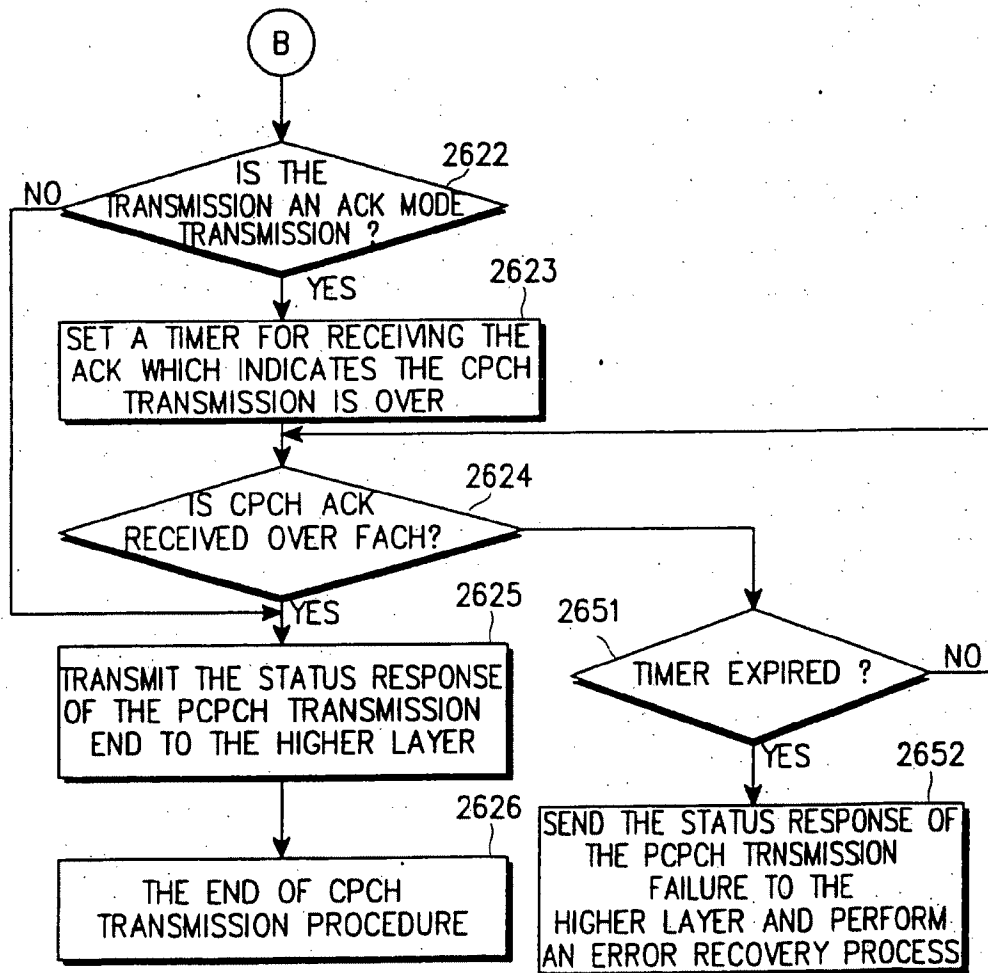 B
2622
IS THE
TRANSMISSION AN ACK MODE
TRANSMISSION ?
NO
YES
2623
SET A TIMER FOR RECEIVING THE
ACK WHICH INDICATES THE CPCH
TRANSMISSION IS OVER
2624
IS CPCH ACK
RECEIVED OVER FACH?
YES
2625
TRANSMIT THE STATUS RESPONSE
OF THE PCPCH TRANSMISSION
END TO THE HIGHER LAYER
2626
THE END OF CPCH
TRANSMISSION PROCEDURE
2651
TIMER EXPIRED ?
NO
YES
2652
SEND THE STATUS RESPONSE OF
THE PCPCH TRNSMISSION
FAILURE TO THE
HIGHER LAYER AND PERFORM
AN ERROR RECOVERY PROCESS